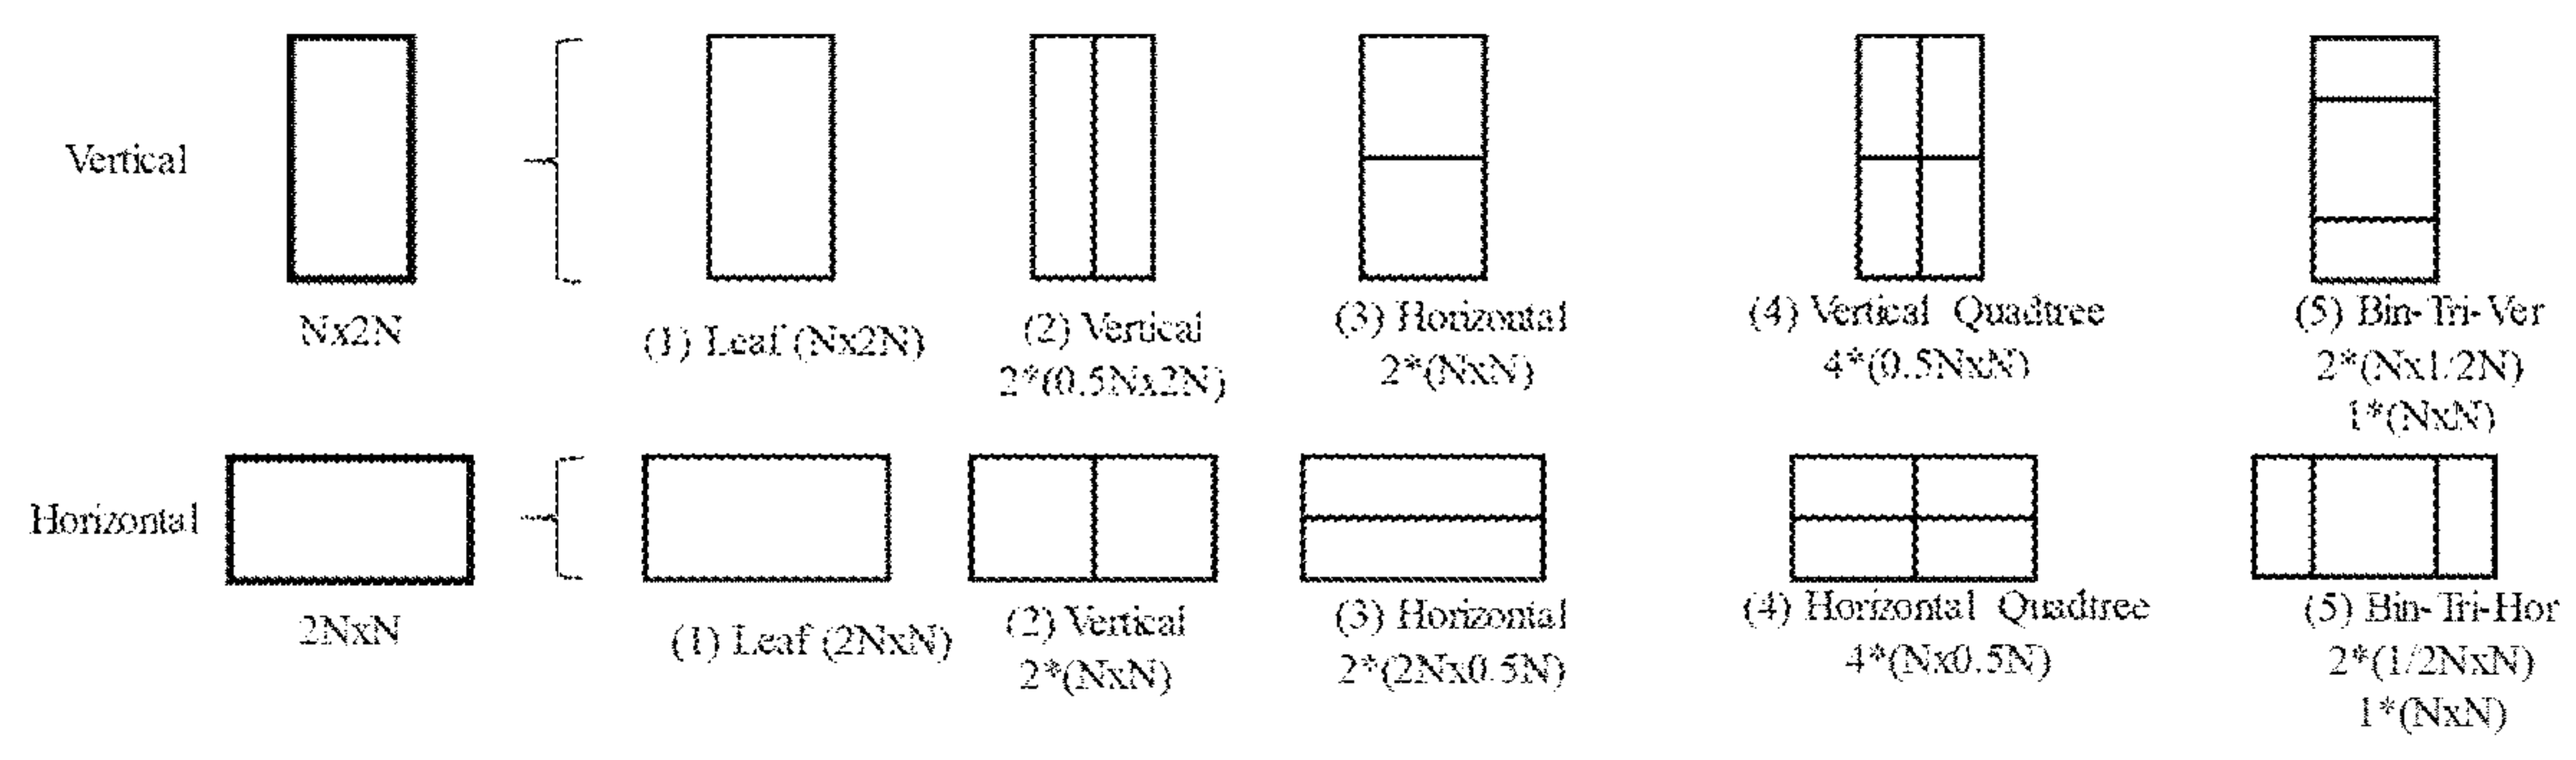 Vertical
Nx2N
(1) Leaf (Nx2N)
(2) Vertical
2*(0.5Nx2N)
(3) Horizontal
2*(NxN)
(4) Vertical Quadtree
4*(0.5NxN)
(5) Bin-Tri-Ver
2*(Nx1/2N)
1*(NxN)
Horizontal
2NxN
(1) Leaf (2NxN)
(2) Vertical
2*(NxN)
(3) Horizontal
2*(2Nx0.5N)
(4) Horizontal Quadtree
4*(Nx0.5N)
(5) Bin-Tri-Hor
2*(1/2NxN)
1*(NxN)